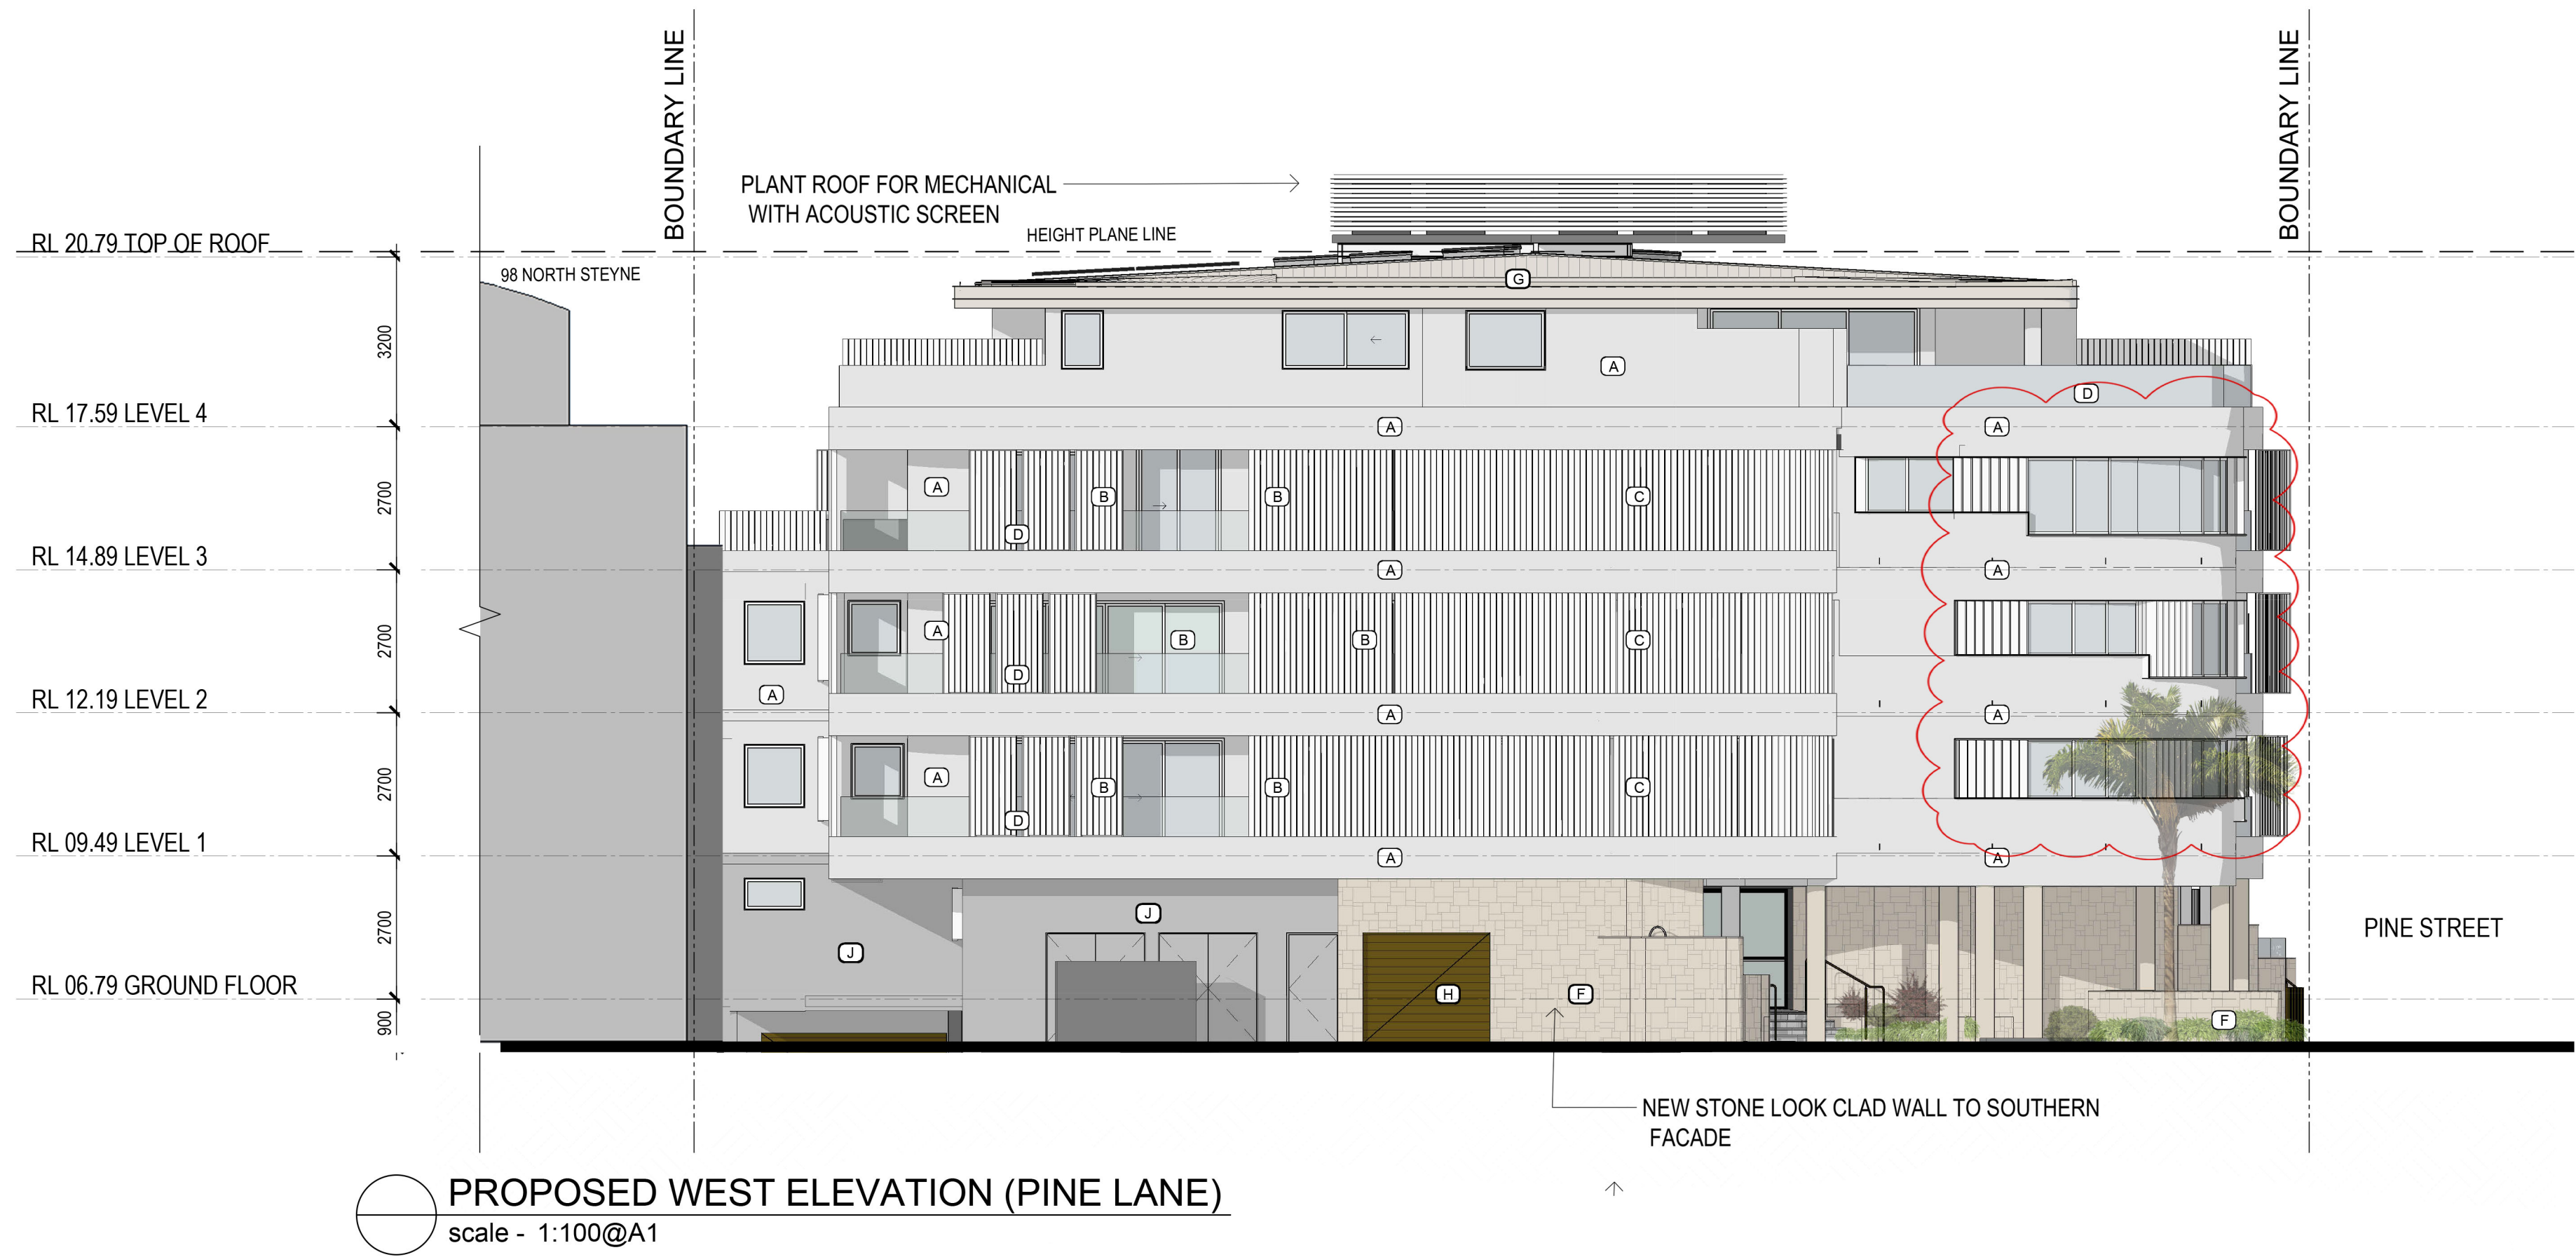 BOUNDARY LINE
BOUNDARY LINE
PLANT ROOF FOR MECHANICAL
WITH ACOUSTIC SCREEN
HEIGHT PLANE LINE
RL 20.79 TOP OF ROOF
98 NORTH STEYNE
G
3200
A
D
RL 17.59 LEVEL 4
A
A
2700
A
B
B
C
D
RL 14.89 LEVEL 3
A
A
2700
A
B
B
C
D
A
RL 12.19 LEVEL 2
A
A
2700
A
B
B
C
D
RL 09.49 LEVEL 1
A
A
2700
J
J
PINE STREET
RL 06.79 GROUND FLOOR
H
F
F
900
NEW STONE LOOK CLAD WALL TO SOUTHERN
FACADE
PROPOSED WEST ELEVATION (PINE LANE)
scale - 1:100@A1